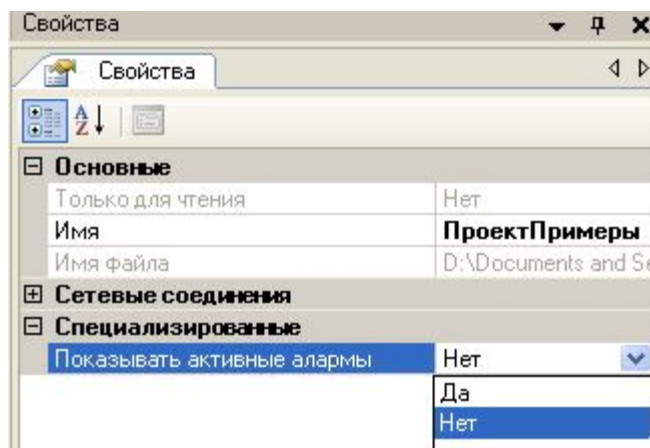 Свойства
Свойства
A
Z
Основные
Только для чтения Нет
Имя ПроектПримеры
Имя файла D:\Documents and Se
Сетевые соединения
Специализированные
Показывать активные алармы Нет
Да
Нет